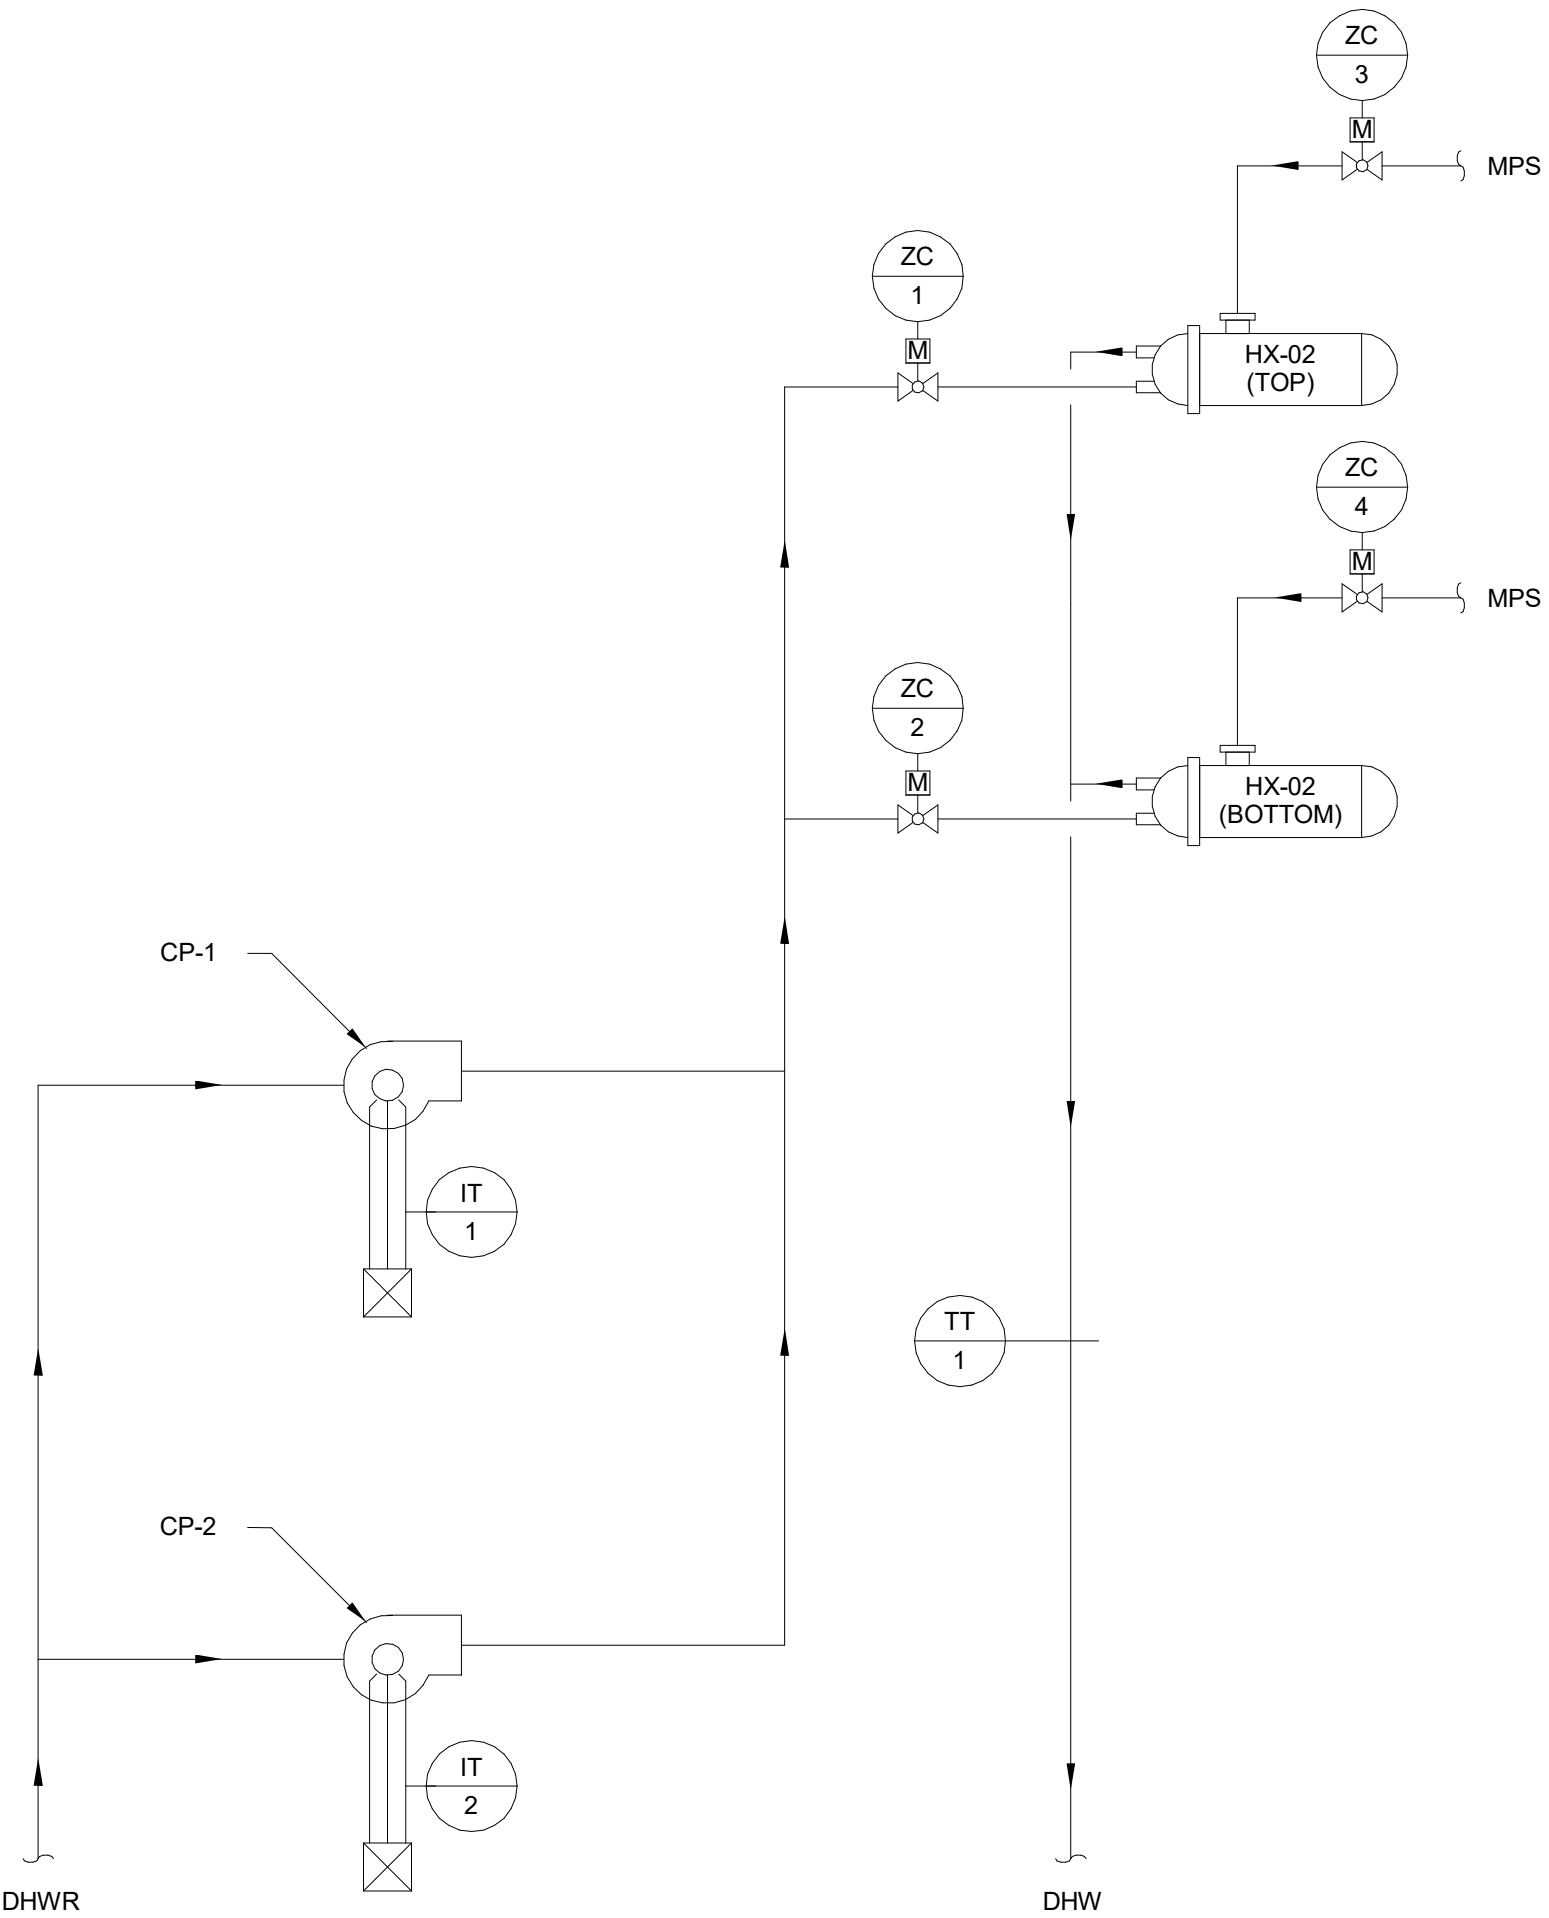 ZC
3
M
MPS
ZC
1
M
HX-02
(TOP)
ZC
4
M
MPS
ZC
2
M
HX-02
(BOTTOM)
CP-1
IT
1
TT
1
CP-2
IT
2
DHWR
DHW